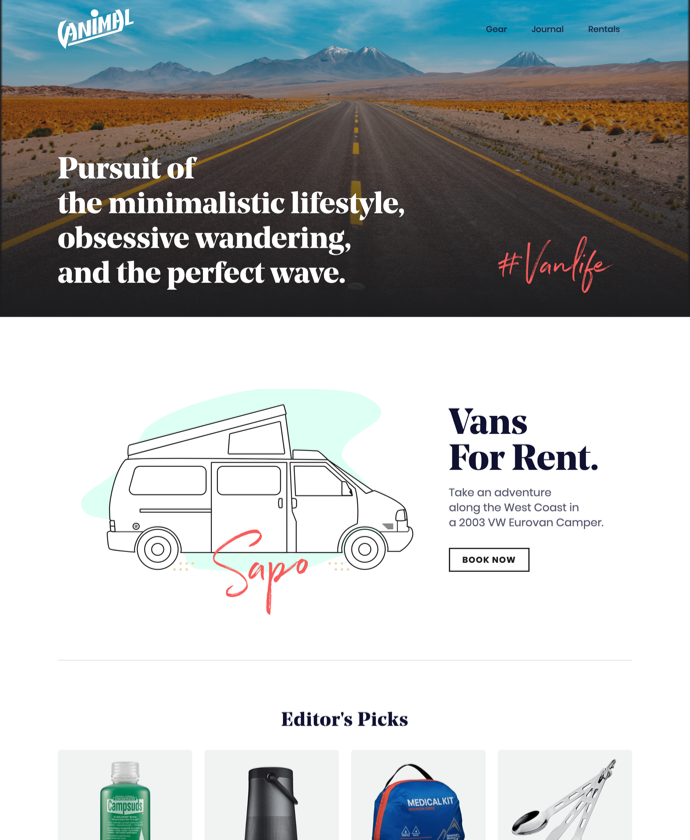 ANIMAL
Gear Journal Rentals
Pursuit of
the minimalistic lifestyle,
obsessive wandering,
and the perfect wave.
#Vanlife
Vans
For Rent.
Take an adventure
along the West Coast in
a 2003 VW Eurovan Camper.
BOOK NOW
Sapo
Editor's Picks
Campsuds
MEDICAL KIT